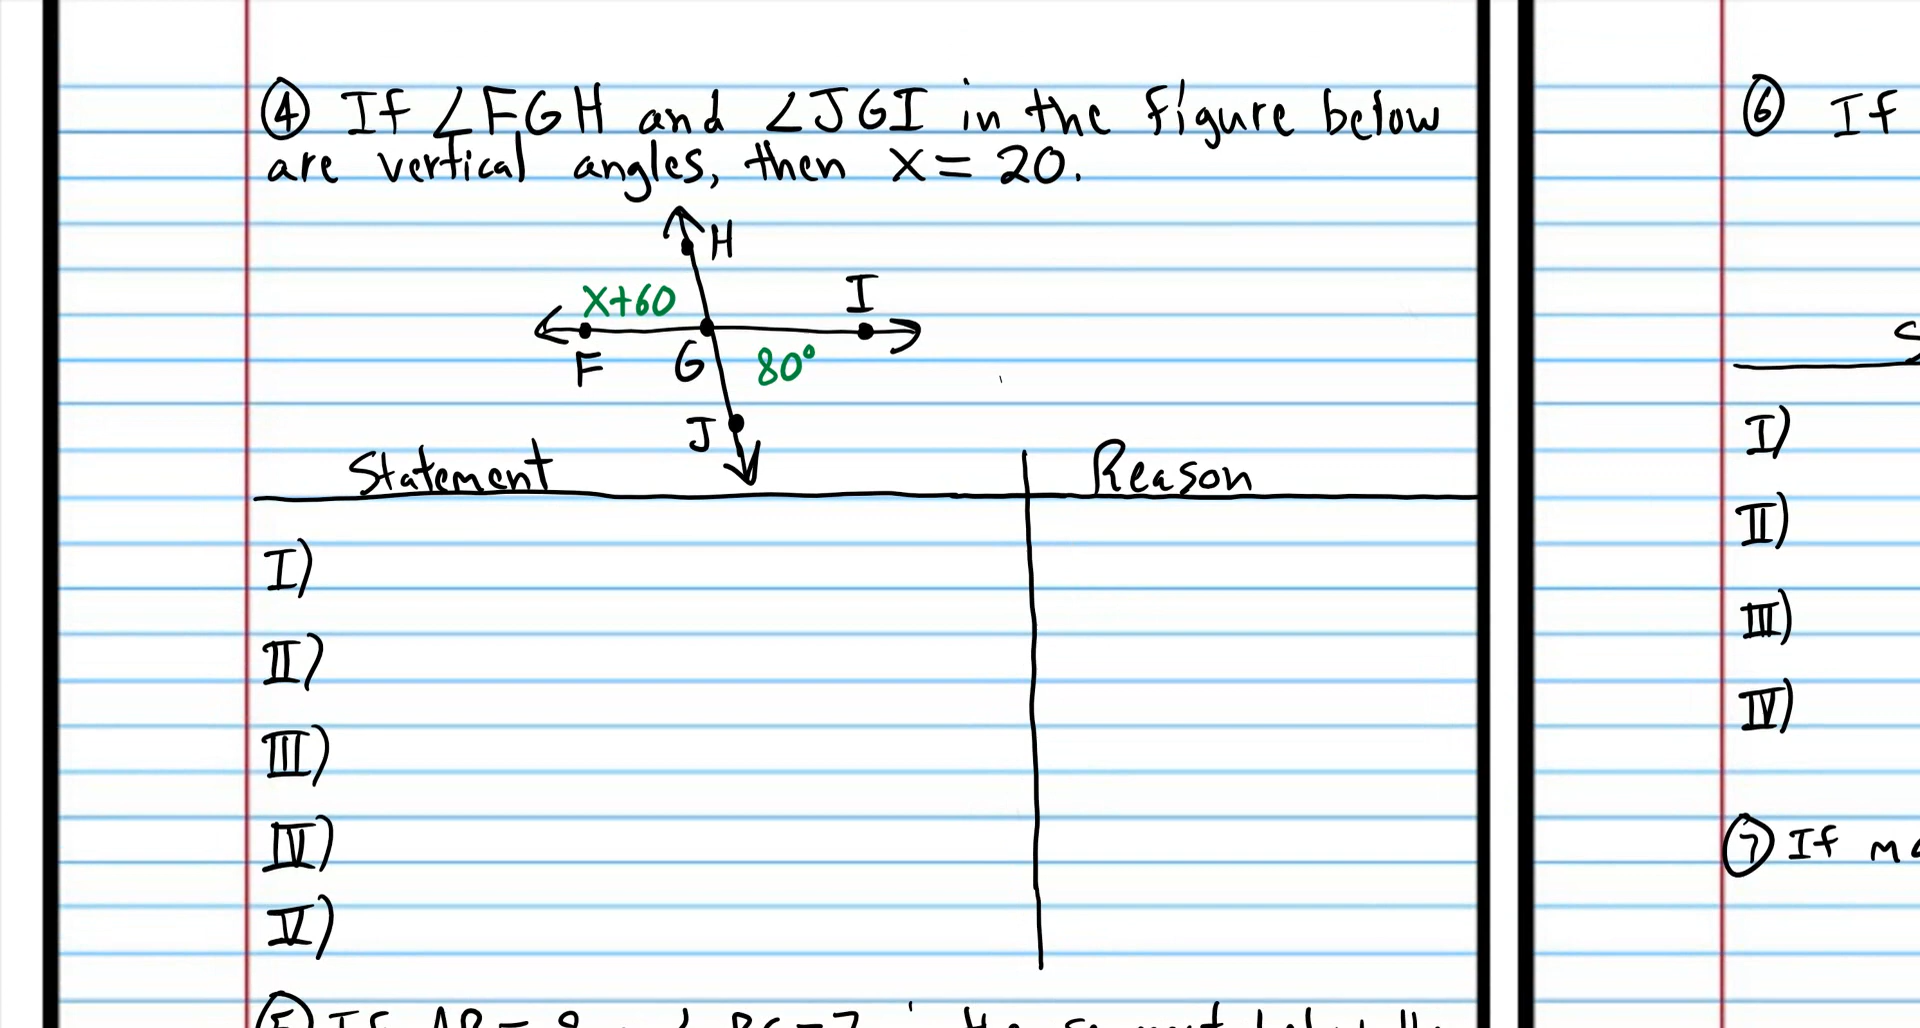 ④ If ∠FGH and ∠JGI in the figure below
are vertical angles, then x = 20.
H
x+60
I
F
G
80°
J
Statement
Reason
I)
II)
III)
IV)
V)
⑥ If
I)
II)
III)
IV)
⑦ If